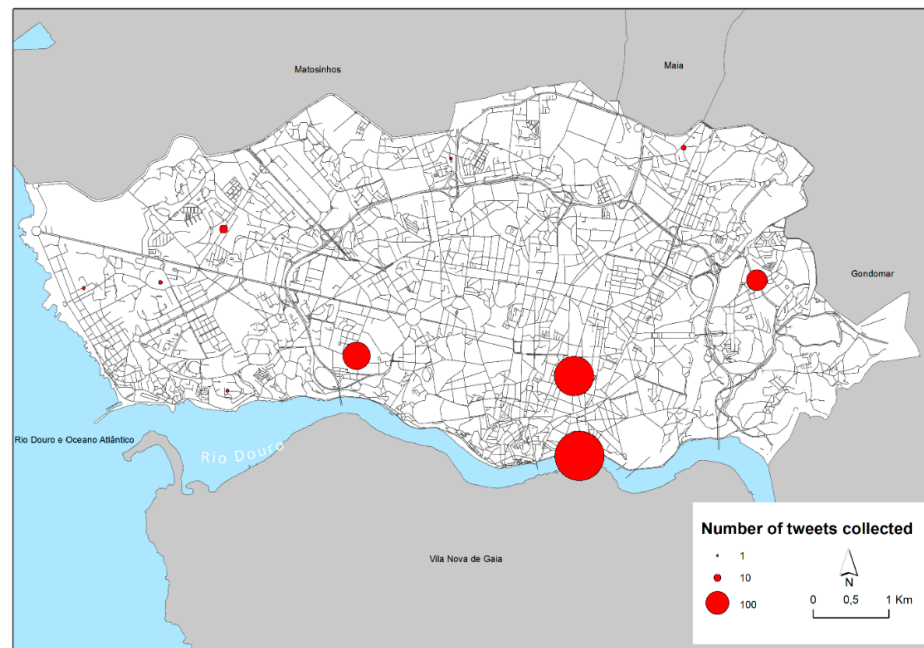 Matosinhos
Maia
Gondomar
Rio Douro e Oceano Atlântico
Rio Douro
Vila Nova de Gaia
Number of tweets collected
1
10
100
N
0 0,5 1 Km